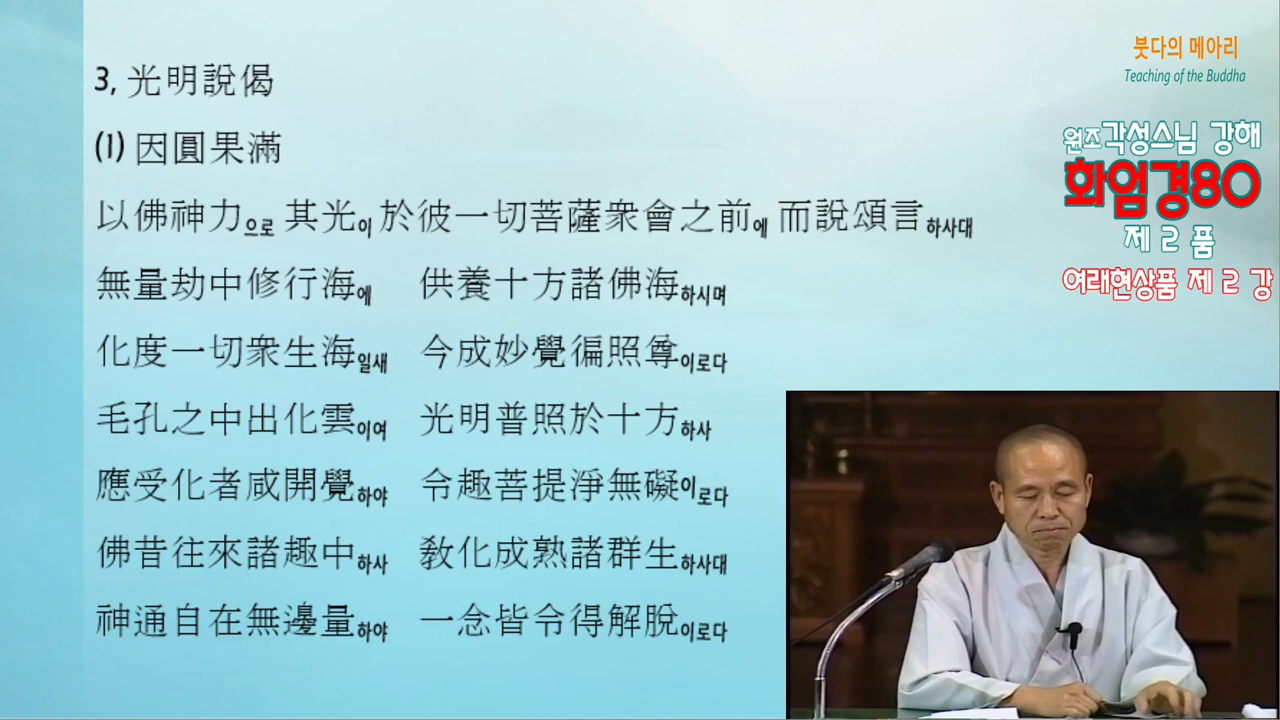 3, 光明說偈
(1) 因圓果滿
以佛神力으로 其光이 於彼一切菩薩衆會之前에 而說頌言하사대
無量劫中修行海에 供養十方諸佛海하시며
化度一切衆生海일새 今成妙覺徧照尊이로다
毛孔之中出化雲이여 光明普照於十方하사
應受化者咸開覺하야 令趣菩提淨無礙이로다
佛昔往來諸趣中하사 敎化成熟諸群生하사대
神通自在無邊量하야 一念皆令得解脫이로다
붓다의 메아리
Teaching of the Buddha
원조각성스님 강해
화엄경80
제 2 품
여래현상품 제 2 강